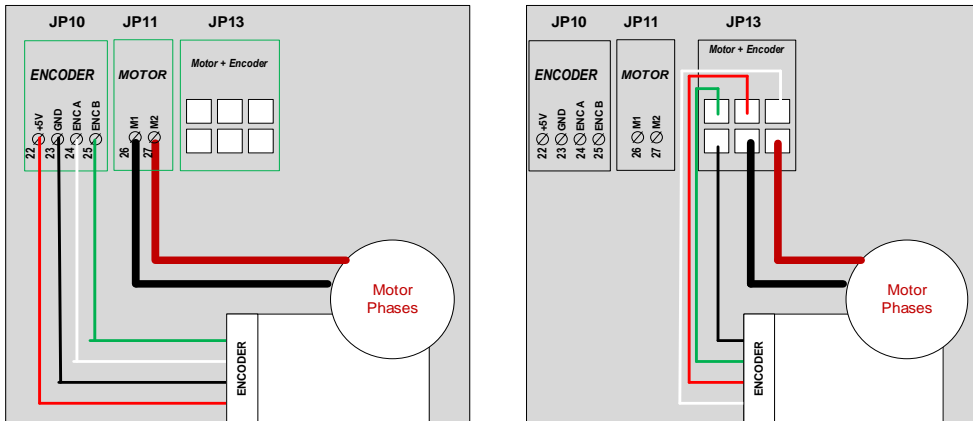 JP10
JP11
JP13
ENCODER
MOTOR
Motor + Encoder
22 +5V
23 GND
24 ENC A
25 ENC B
26 M1
27 M2
Motor
Phases
ENCODER
JP10
JP11
JP13
ENCODER
MOTOR
Motor + Encoder
22 +5V
23 GND
24 ENC A
25 ENC B
26 M1
27 M2
Motor
Phases
ENCODER